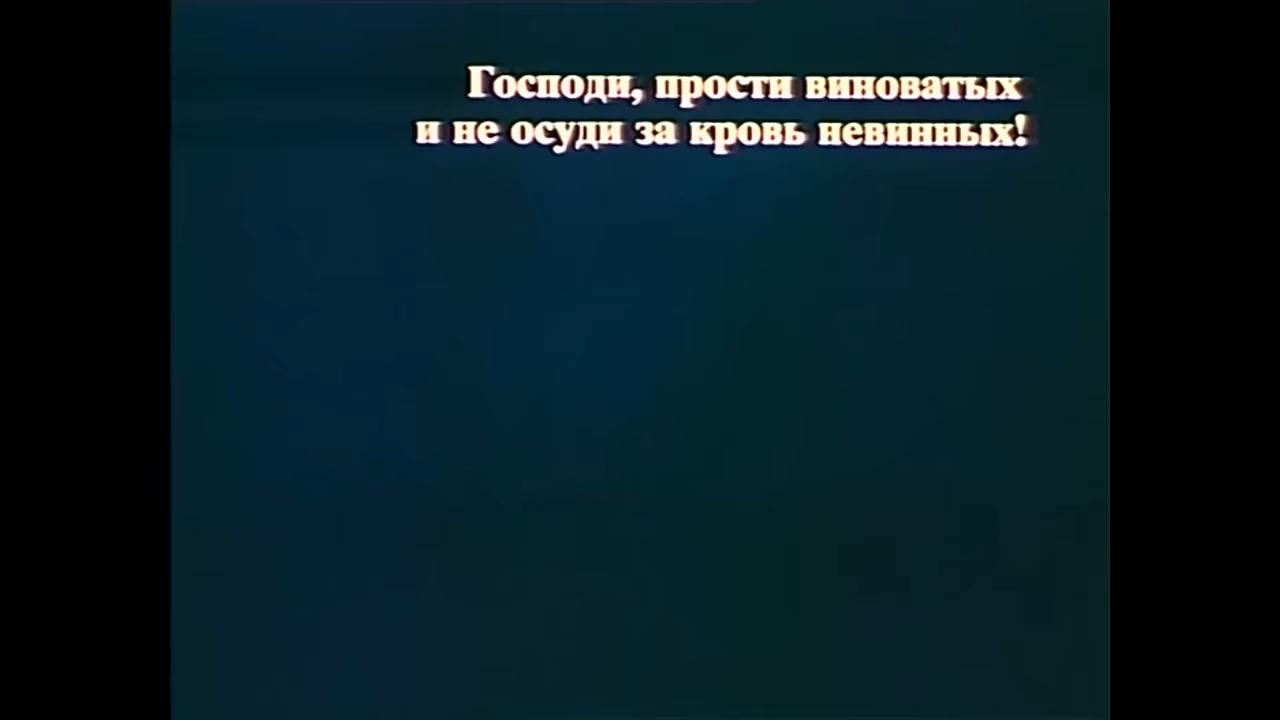 Господи, прости виноватых
и не осуди за кровь невинных!